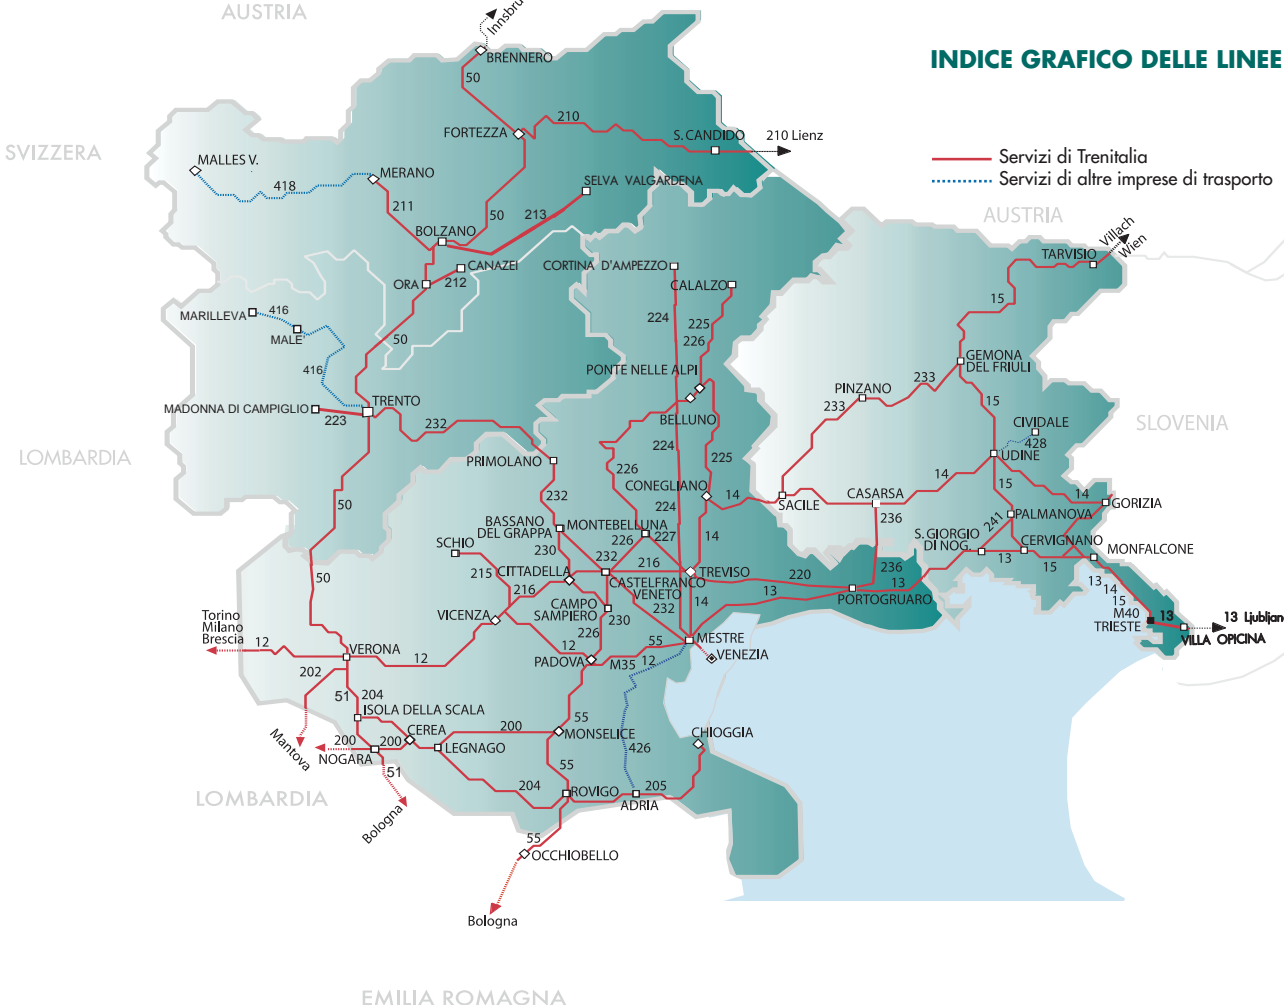 AUSTRIA
Innsbru
BRENNERO
INDICE GRAFICO DELLE LINEE
50
210
FORTEZZA
S. CANDIDO
210 Lienz
SVIZZERA
MALLES V.
MERANO
418
SELVA VALGARDENA
Servizi di Trenitalia
Servizi di altre imprese di trasporto
211
50
213
BOLZANO
AUSTRIA
Villach
Wien
TARVISIO
CANAZEI
CORTINA D'AMPEZZO
ORA
212
CALALZO
15
MARILLEVA
416
MALE'
50
224
225
226
GEMONA
DEL FRIULI
416
PONTE NELLE ALPI
PINZANO
233
TRENTO
MADONNA DI CAMPIGLIO
223
232
BELLUNO
233
15
CIVIDALE
428
SLOVENIA
LOMBARDIA
PRIMOLANO
224
225
UDINE
226
CONEGLIANO
14
14
15
14
50
232
SACILE
CASARSA
GORIZIA
224
236
241
PALMANOVA
BASSANO
DEL GRAPPA
MONTEBELLUNA
226
227
14
S. GIORGIO
DI NOG.
CERVIGNANO
MONFALCONE
SCHIO
230
232
216
13
15
215
CITTADELLA
TREVISO
220
236
50
216
CASTELFRANCO
VENETO
13
13
PORTOGRUARO
13
14
15
VICENZA
CAMPO
SAMPIERO
230
232
14
M40
TRIESTE
13
13 Ljubljan
Torino
Milano
Brescia
226
55
MESTRE
VILLA OPICINA
12
VERONA
12
12
PADOVA
M35
12
VENEZIA
202
51
204
ISOLA DELLA SCALA
Mantova
200
200
CEREA
200
55
MONSELICE
CHIOGGIA
NOGARA
LEGNAGO
426
51
55
204
ROVIGO
205
ADRIA
LOMBARDIA
Bologna
55
OCCHIOBELLO
Bologna
EMILIA ROMAGNA